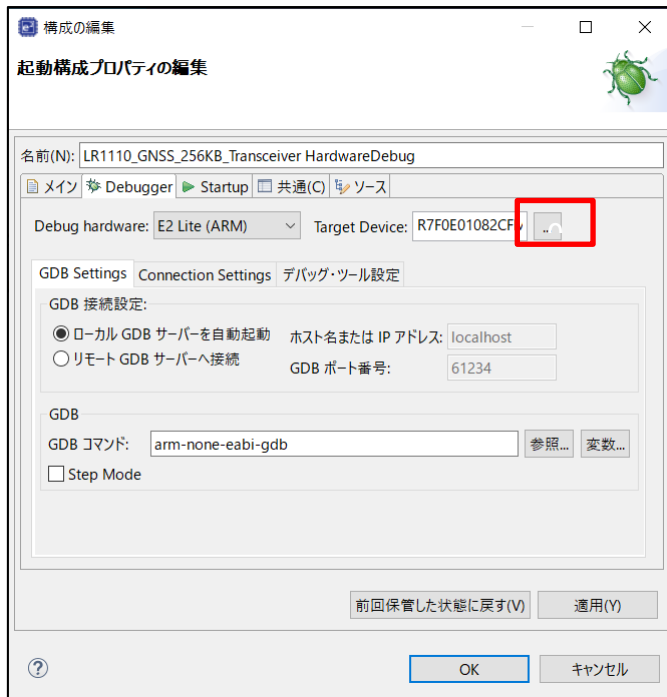 構成の編集
起動構成プロパティの編集
名前(N): LR1110_GNSS_256KB_Transceiver HardwareDebug
メイン Debugger Startup 共通(C) ソース
Debug hardware: E2 Lite (ARM) Target Device: R7F0E01082CF ...
GDB Settings Connection Settings デバッグ・ツール設定
GDB 接続設定:
ローカル GDB サーバーを自動起動 ホスト名または IP アドレス: localhost
リモート GDB サーバーへ接続 GDB ポート番号: 61234
GDB
GDB コマンド: arm-none-eabi-gdb 参照... 変数...
Step Mode
前回保管した状態に戻す(V) 適用(Y)
? OK キャンセル